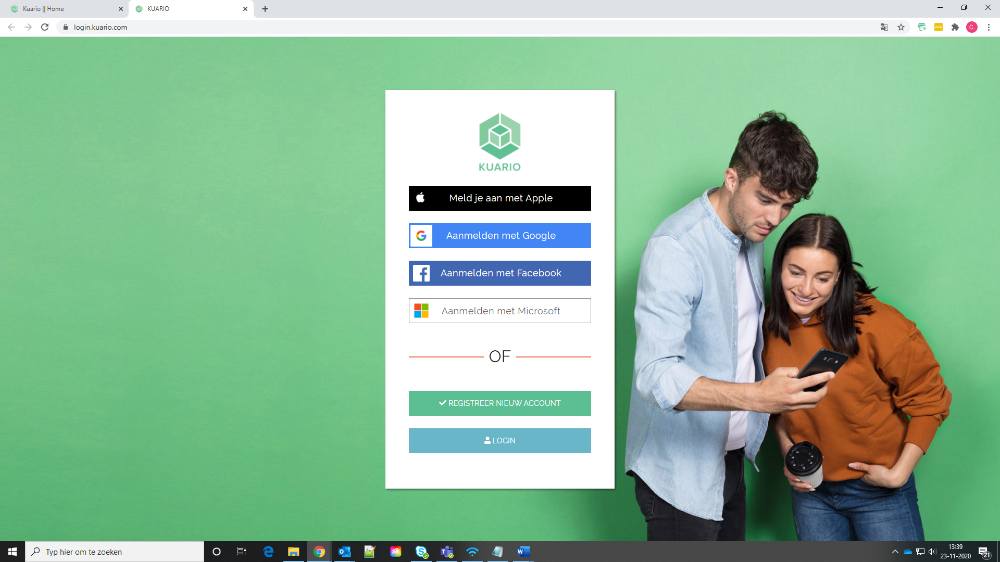 Kuario || Home
KUARIO
login.kuario.com
C.
KUARIO
Meld je aan met Apple
Aanmelden met Google
Aanmelden met Facebook
Aanmelden met Microsoft
OF
REGISTREER NIEUW ACCOUNT
LOGIN
Typ hier om te zoeken
13:39
23-11-2020
21